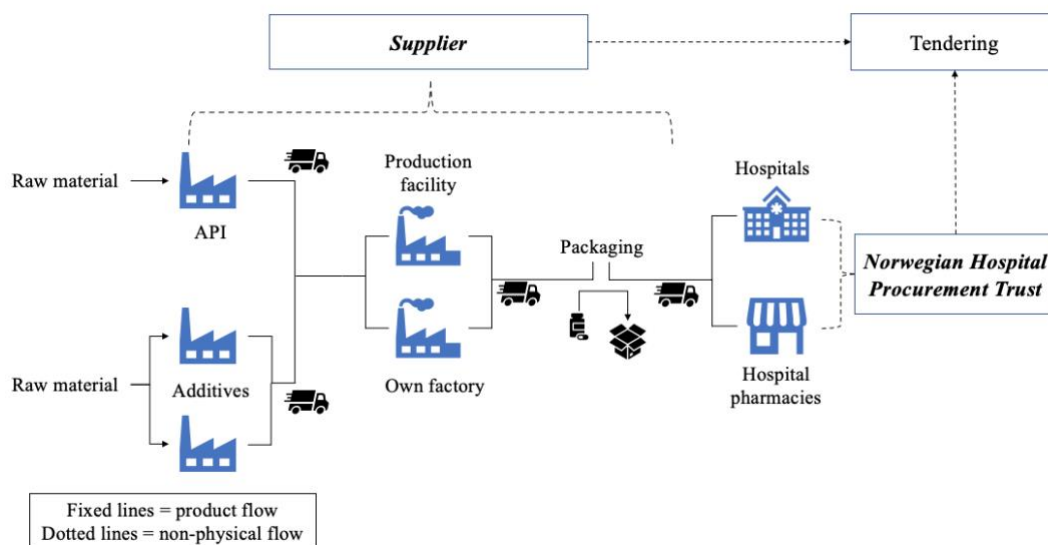 Supplier
Tendering
Raw material
API
Production
facility
Hospitals
Packaging
Norwegian Hospital
Procurement Trust
Raw material
Additives
Own factory
Hospital
pharmacies
Fixed lines = product flow
Dotted lines = non-physical flow